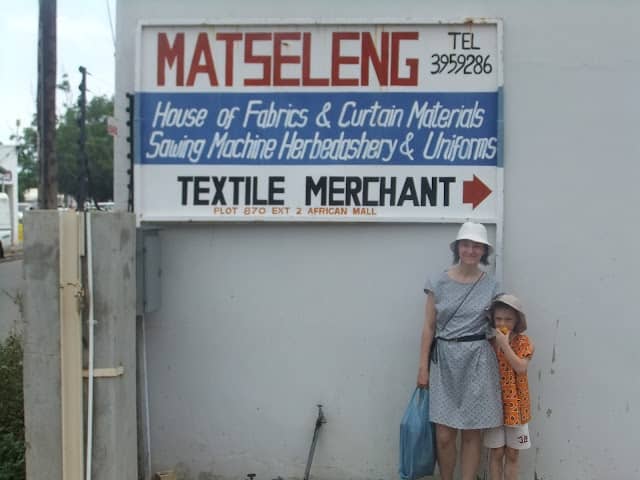 MATSELENG
TEL
3959286
House of Fabrics & Curtain Materials
Sawing Machine Herbedashery & Uniforms
TEXTILE MERCHANT
PLOT 870 EXT 2 AFRICAN MALL